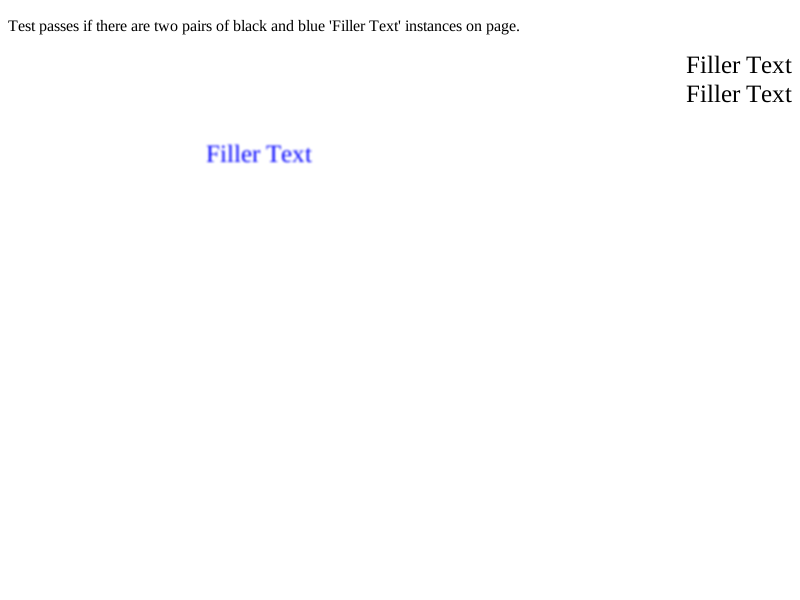 Test passes if there are two pairs of black and blue 'Filler Text' instances on page.
Filler Text
Filler Text
Filler Text